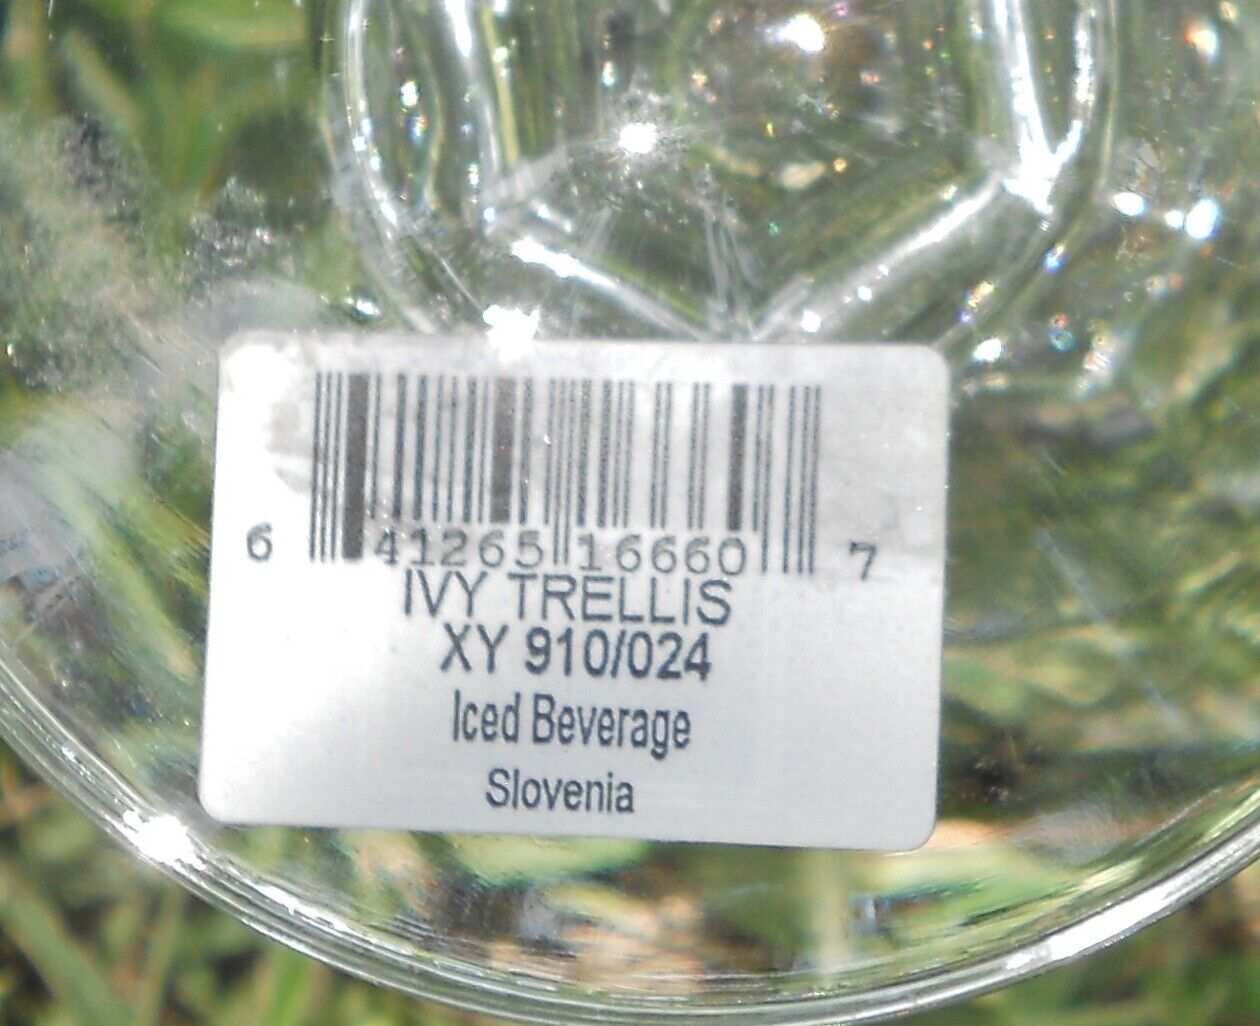 6 41265 16660 7
IVY TRELLIS
XY 910/024
Iced Beverage
Slovenia